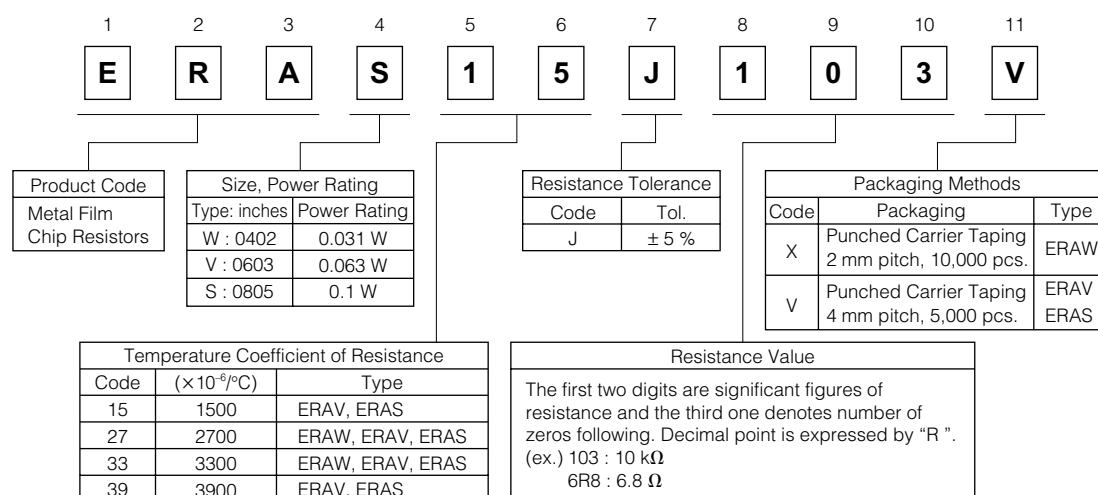 1 2 3 4 5 6 7 8 9 10 11
E R A S 1 5 J 1 0 3 V
Product Code
Metal Film
Chip Resistors
Size, Power Rating
Type: inches Power Rating
W : 0402 0.031 W
V : 0603 0.063 W
S : 0805 0.1 W
Resistance Tolerance
Code Tol.
J ± 5 %
Packaging Methods
Code Packaging Type
X Punched Carrier Taping
2 mm pitch, 10,000 pcs. ERAW
V Punched Carrier Taping ERAV
4 mm pitch, 5,000 pcs. ERAS
Temperature Coefficient of Resistance
Code (×10⁻⁶/°C) Type
15 1500 ERAV, ERAS
27 2700 ERAW, ERAV, ERAS
33 3300 ERAW, ERAV, ERAS
39 3900 ERAV, ERAS
Resistance Value
The first two digits are significant figures of
resistance and the third one denotes number of
zeros following. Decimal point is expressed by “R ”.
(ex.) 103 : 10 kΩ
6R8 : 6.8 Ω